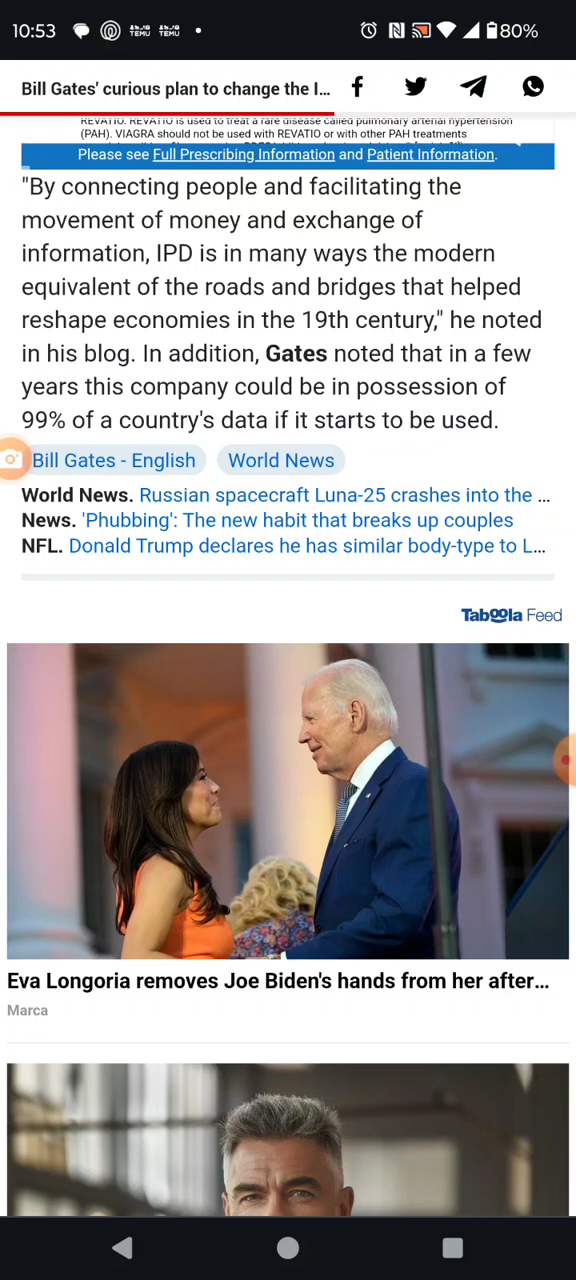 10:53
TEMU TEMU
80%
Bill Gates' curious plan to change the I...
REVATIO. REVATIO is used to treat a rare disease called pulmonary arterial hypertension
(PAH). VIAGRA should not be used with REVATIO or with other PAH treatments
Please see Full Prescribing Information and Patient Information.
"By connecting people and facilitating the
movement of money and exchange of
information, IPD is in many ways the modern
equivalent of the roads and bridges that helped
reshape economies in the 19th century," he noted
in his blog. In addition, Gates noted that in a few
years this company could be in possession of
99% of a country's data if it starts to be used.
Bill Gates - English World News
World News. Russian spacecraft Luna-25 crashes into the ...
News. 'Phubbing': The new habit that breaks up couples
NFL. Donald Trump declares he has similar body-type to L...
Taboola Feed
Eva Longoria removes Joe Biden's hands from her after...
Marca